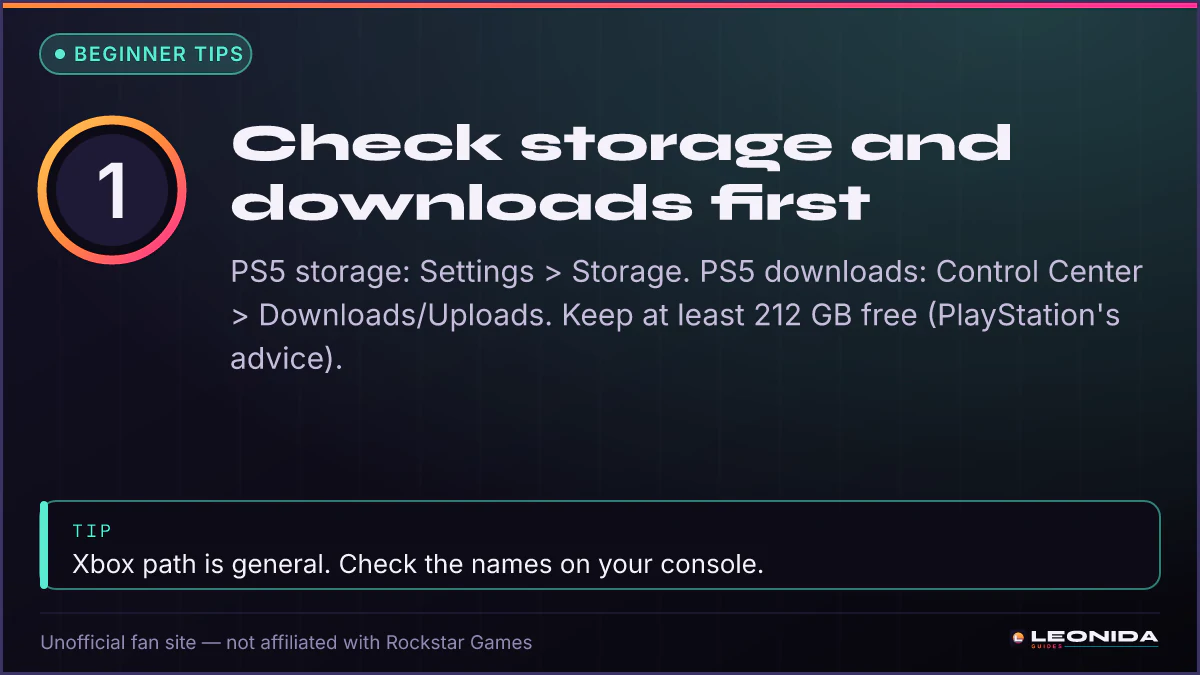 BEGINNER TIPS
1
Check storage and
downloads first
PS5 storage: Settings > Storage. PS5 downloads: Control Center
> Downloads/Uploads. Keep at least 212 GB free (PlayStation's
advice).
TIP
Xbox path is general. Check the names on your console.
Unofficial fan site — not affiliated with Rockstar Games
LEONIDA
GUIDES